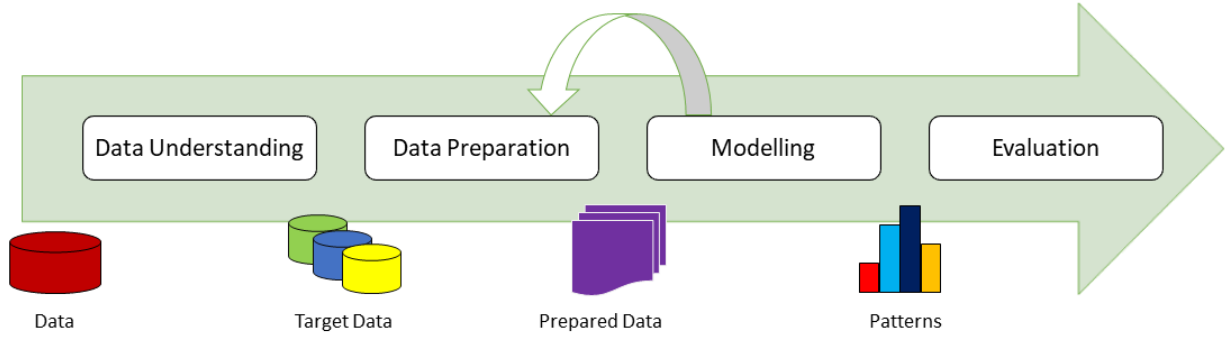 Data Understanding
Data Preparation
Modelling
Evaluation
Data
Target Data
Prepared Data
Patterns